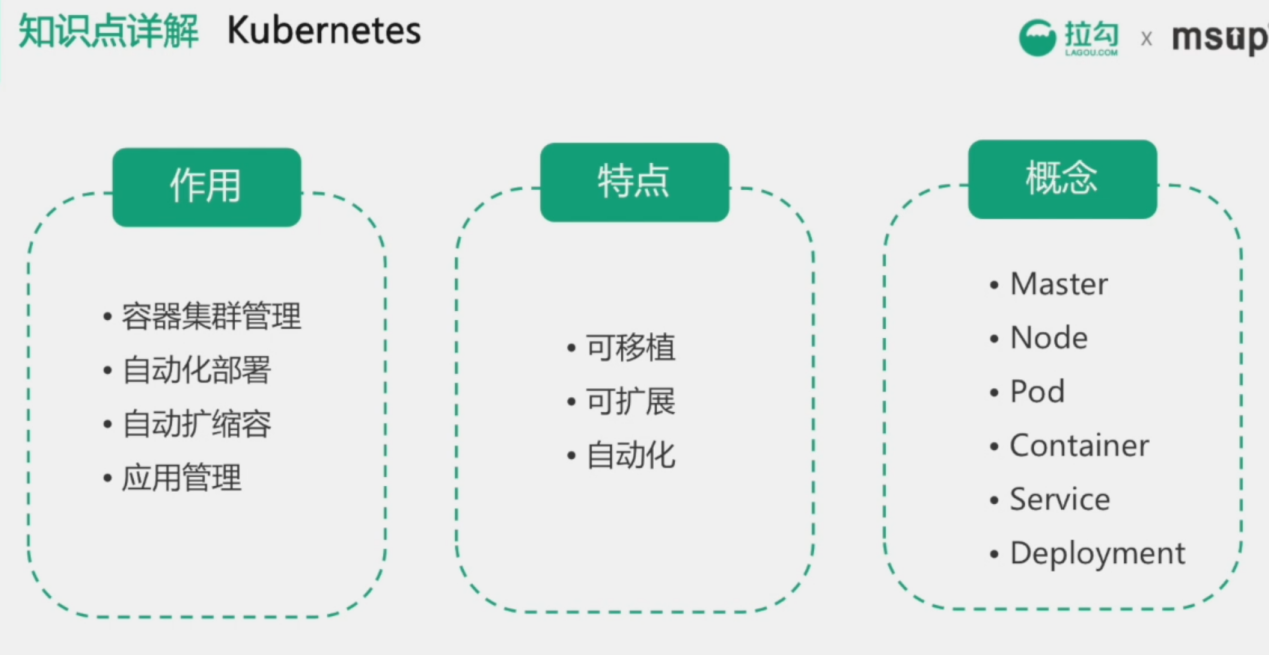 知识点详解 Kubernetes
拉勾 x msup
LAGOU.COM
作用
• 容器集群管理
• 自动化部署
• 自动扩缩容
• 应用管理
特点
• 可移植
• 可扩展
• 自动化
概念
• Master
• Node
• Pod
• Container
• Service
• Deployment